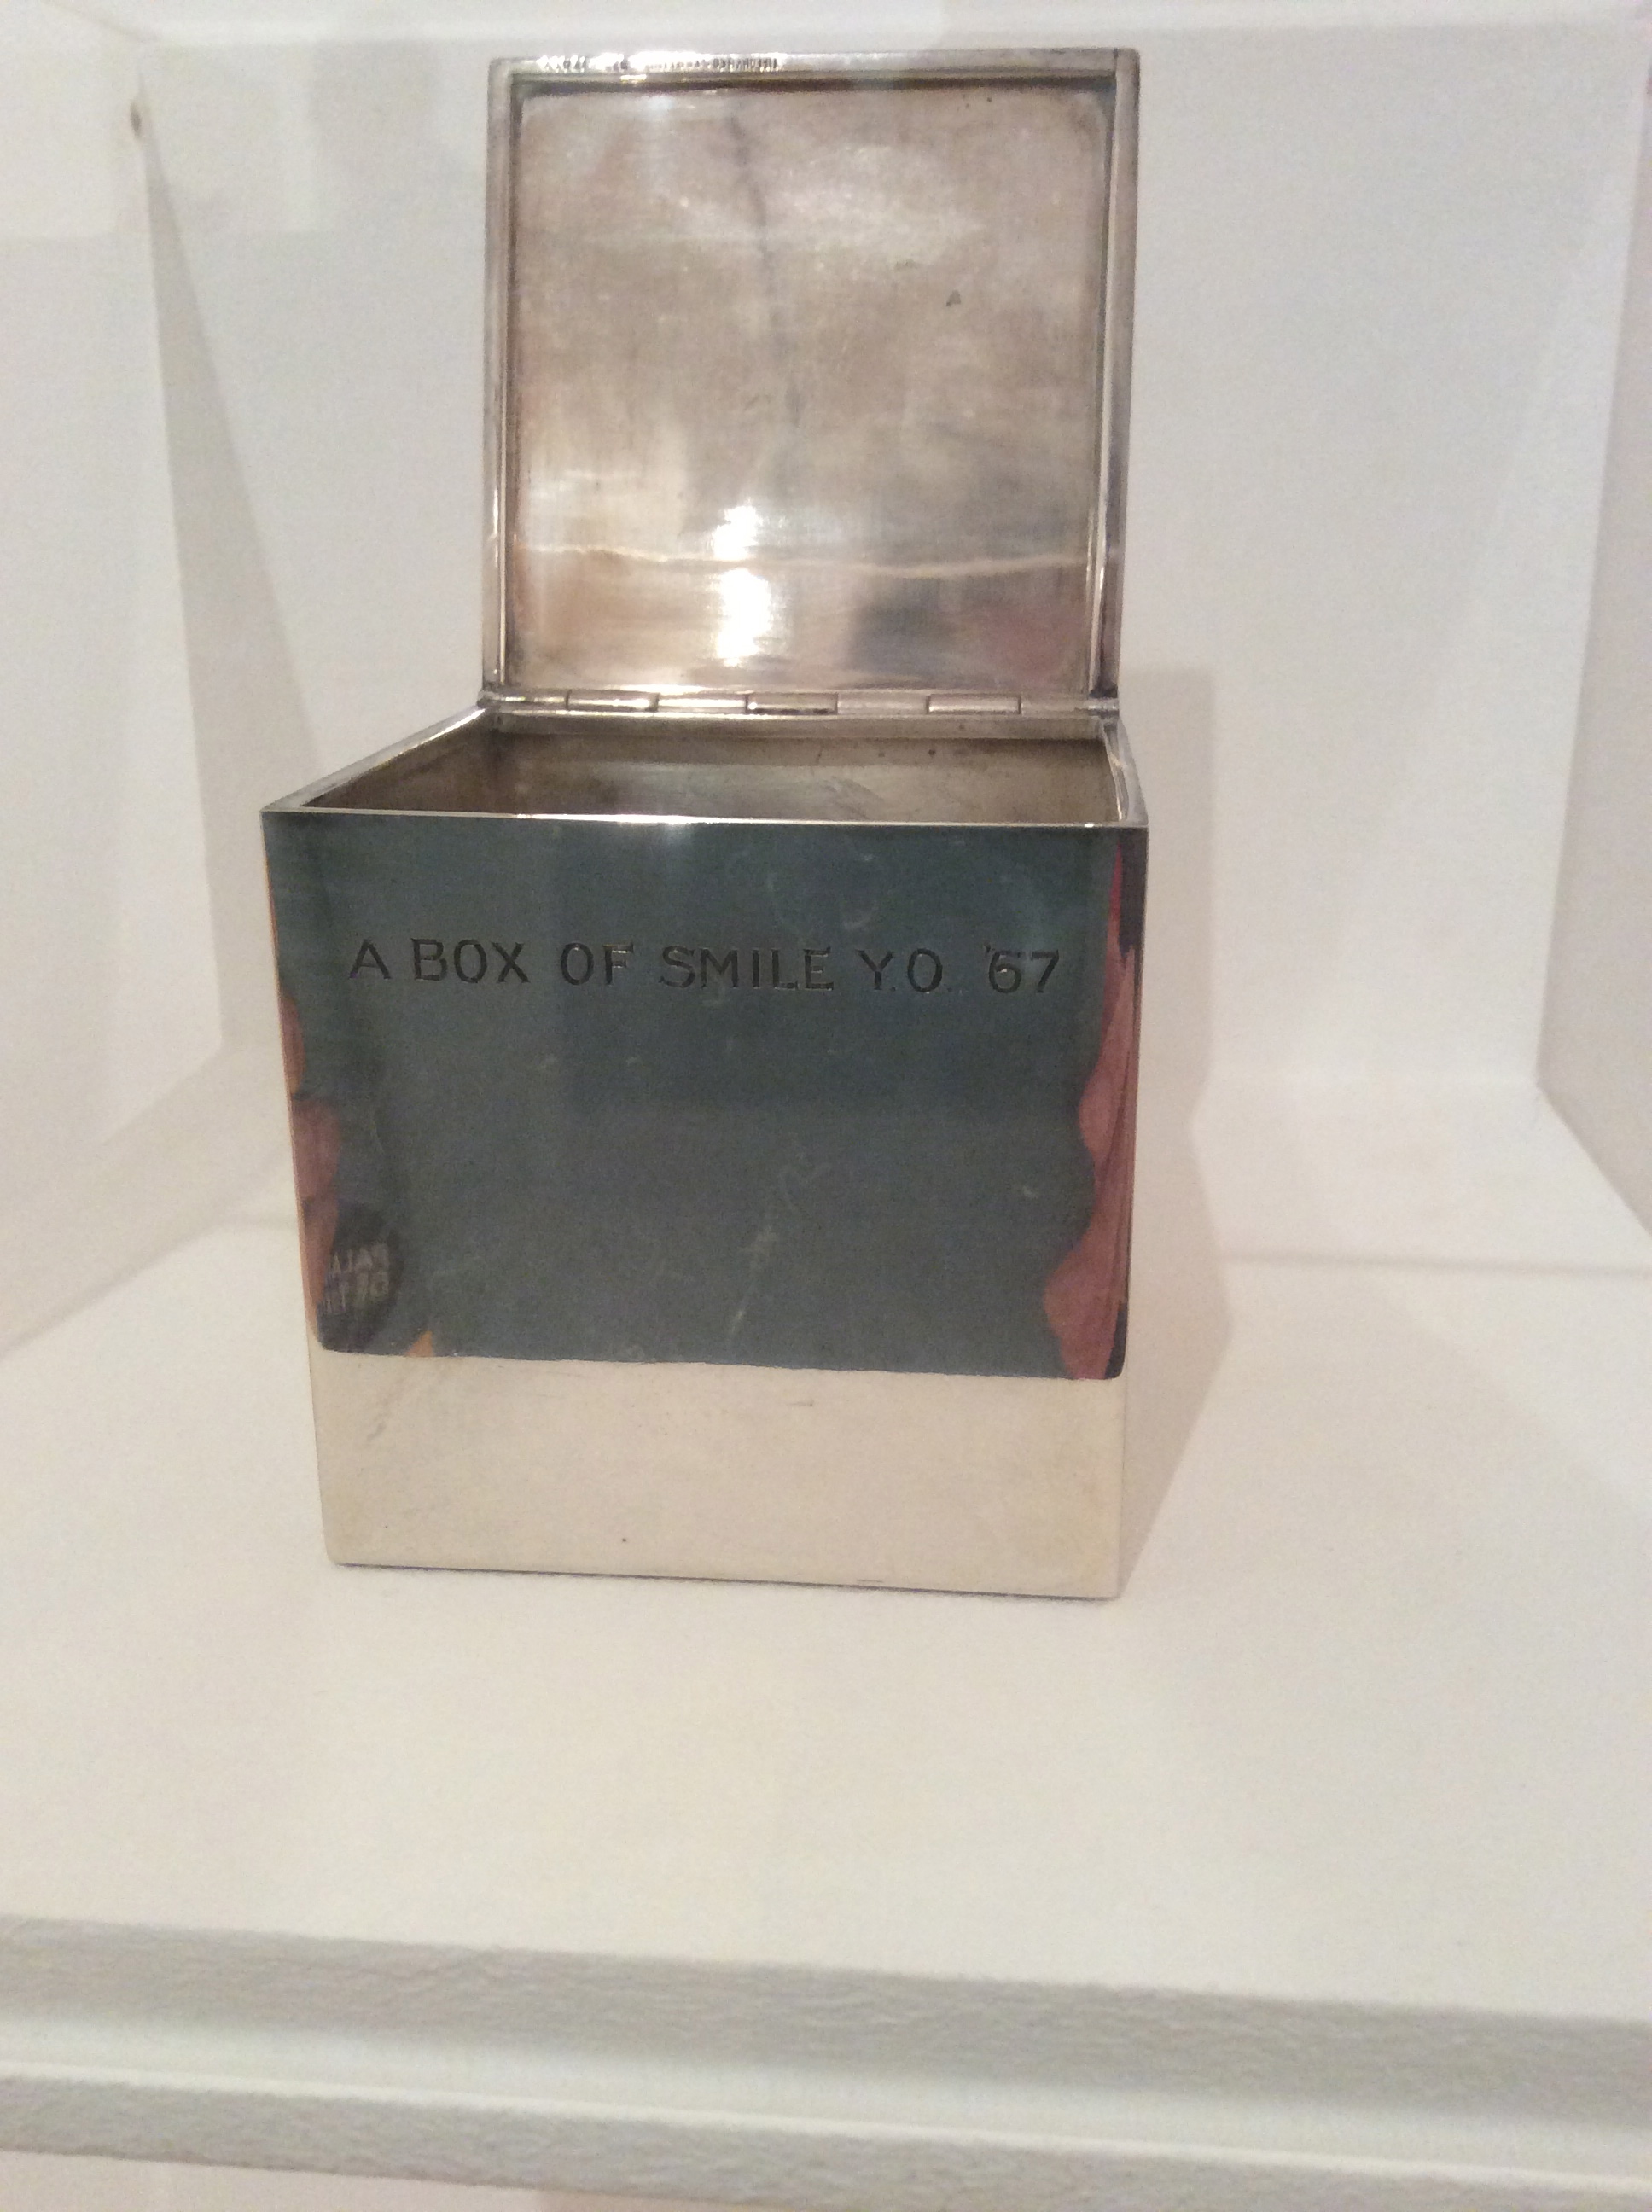 A BOX OF SMILE Y.O. '67